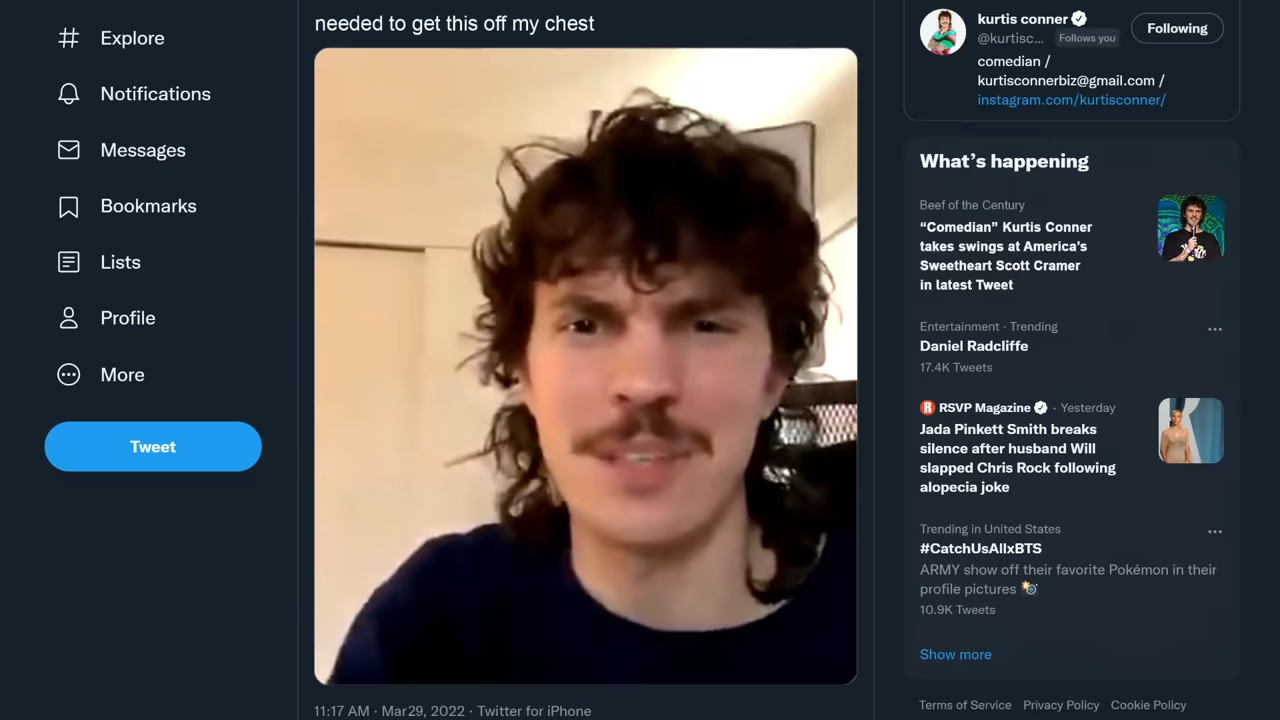 Explore
Notifications
Messages
Bookmarks
Lists
Profile
More
Tweet
needed to get this off my chest
11:17 AM · Mar 29, 2022 · Twitter for iPhone
kurtis conner
@kurtisc... Follows you
Following
comedian /
kurtisconnerbiz@gmail.com /
instagram.com/kurtisconner/
What's happening
Beef of the Century
“Comedian” Kurtis Conner
takes swings at America's
Sweetheart Scott Cramer
in latest Tweet
Entertainment · Trending
Daniel Radcliffe
17.4K Tweets
RSVP Magazine · Yesterday
Jada Pinkett Smith breaks
silence after husband Will
slapped Chris Rock following
alopecia joke
Trending in United States
#CatchUsAllxBTS
ARMY show off their favorite Pokémon in their
profile pictures
10.9K Tweets
Show more
Terms of Service Privacy Policy Cookie Policy